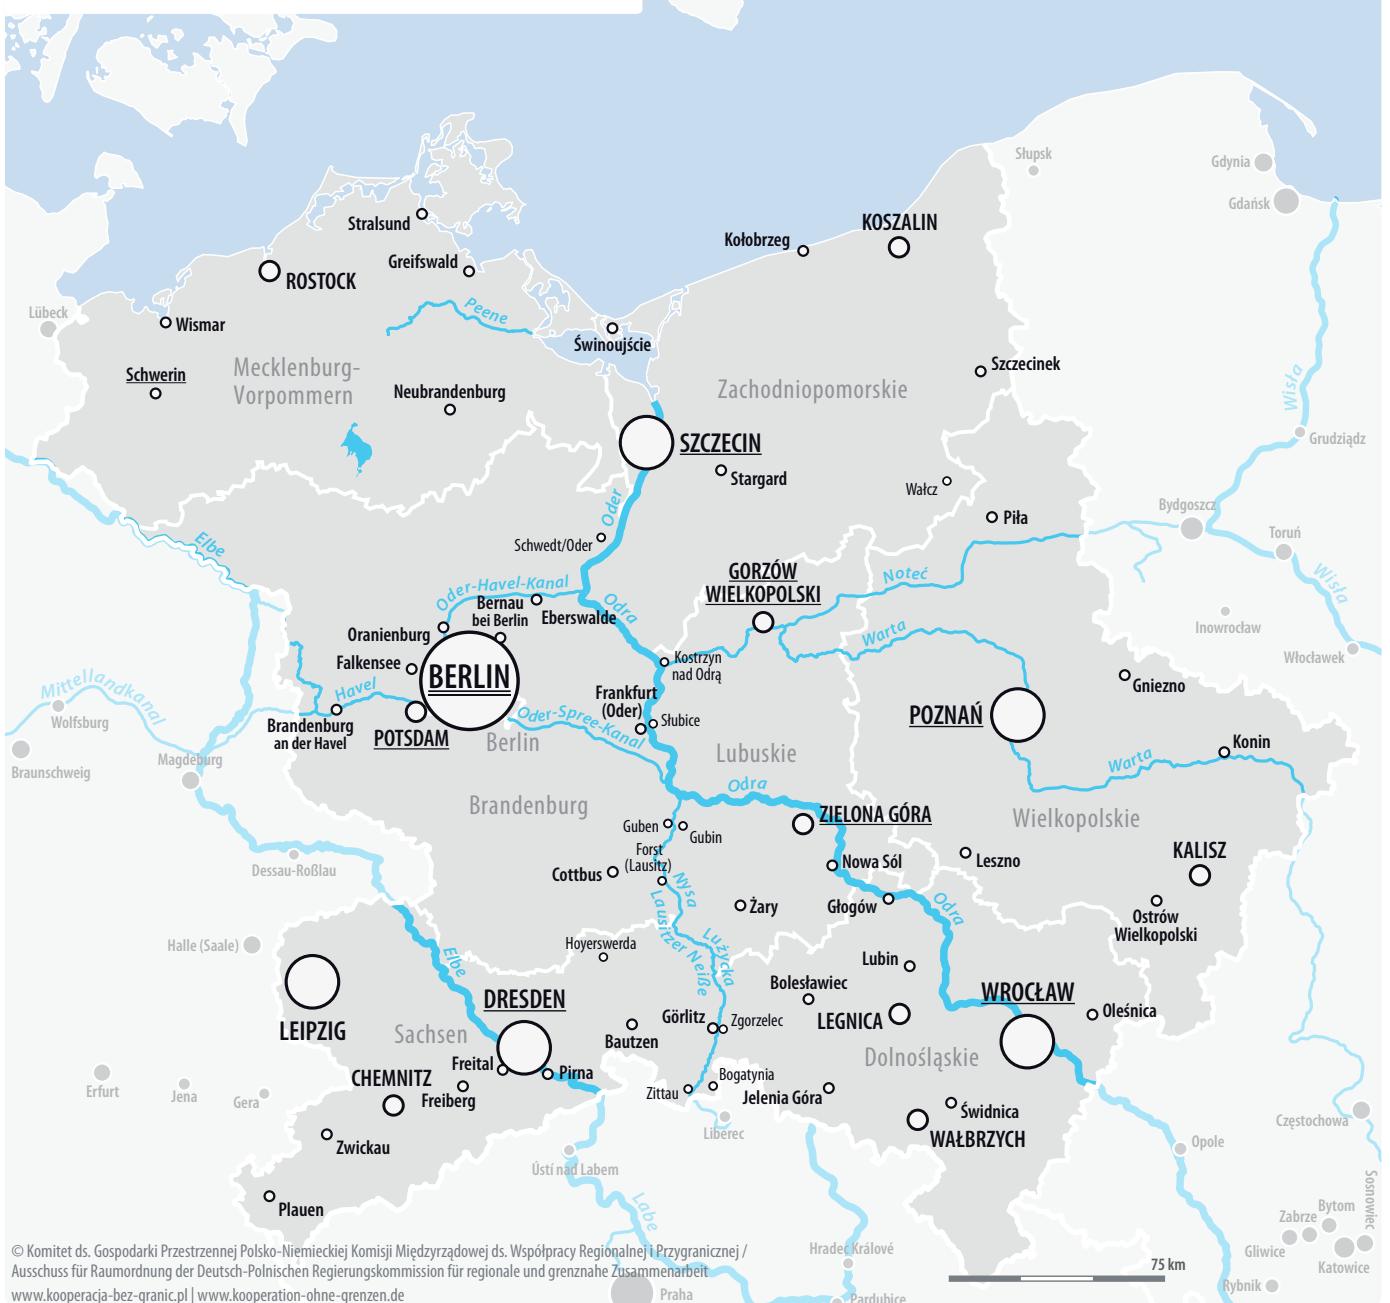 Słupsk
Gdynia
Gdańsk
KOSZALIN
Kołobrzeg
Stralsund
Greifswald
ROSTOCK
Lübeck
Wismar
Peene
Świnoujście
Schwerin
Mecklenburg-
Vorpommern
Neubrandenburg
Zachodniopomorskie
Szczecinek
Wisła
Grudziądz
SZCZECIN
Stargard
Wałcz
Piła
Bydgoszcz
Toruń
Wisła
Oder
Schwedt/Oder
Elbe
Oder-Havel-Kanal
Bernau
bei Berlin
Eberswalde
Odra
GORZÓW
WIELKOPOLSKI
Noteć
Warta
Inowrocław
Włocławek
Oranienburg
Falkensee
BERLIN
Kostrzyn
nad Odrą
Mittellandkanal
Wolfsburg
Havel
Brandenburg
an der Havel
POTSDAM
Berlin
Oder-Spree-Kanal
Frankfurt
(Oder)
Słubice
Gniezno
POZNAŃ
Konin
Warta
Braunschweig
Magdeburg
Lubuskie
Odra
Brandenburg
ZIELONA GÓRA
Wielkopolskie
Guben
Gubin
Forst
(Lausitz)
Nowa Sól
Leszno
KALISZ
Dessau-Roßlau
Cottbus
Nysa
Łużycka
Lausitzer Neiße
Żary
Głogów
Odra
Ostrów
Wielkopolski
Halle (Saale)
Hoyerswerda
Elbe
Lubin
Bolesławiec
LEGNICA
WROCŁAW
Oleśnica
LEIPZIG
DRESDEN
Sachsen
Görlitz
Zgorzelec
Bautzen
Dolnośląskie
Freital
Pirna
CHEMNITZ
Freiberg
Erfurt
Jena
Gera
Zittau
Bogatynia
Jelenia Góra
Świdnica
WAŁBRZYCH
Liberec
Częstochowa
Opole
Zwickau
Ústí nad Labem
Plauen
Labe
Hradec Králové
Sosnowiec
Bytom
Zabrze
Gliwice
Katowice
Rybnik
Praha
Pardubice
75 km
© Komitet ds. Gospodarki Przestrzennej Polsko-Niemieckiej Komisji Międzyrządowej ds. Współpracy Regionalnej i Przygranicznej /
Ausschuss für Raumordnung der Deutsch-Polnischen Regierungskommission für regionale und grenznahe Zusammenarbeit
www.kooperacja-bez-granic.pl | www.kooperation-ohne-grenzen.de